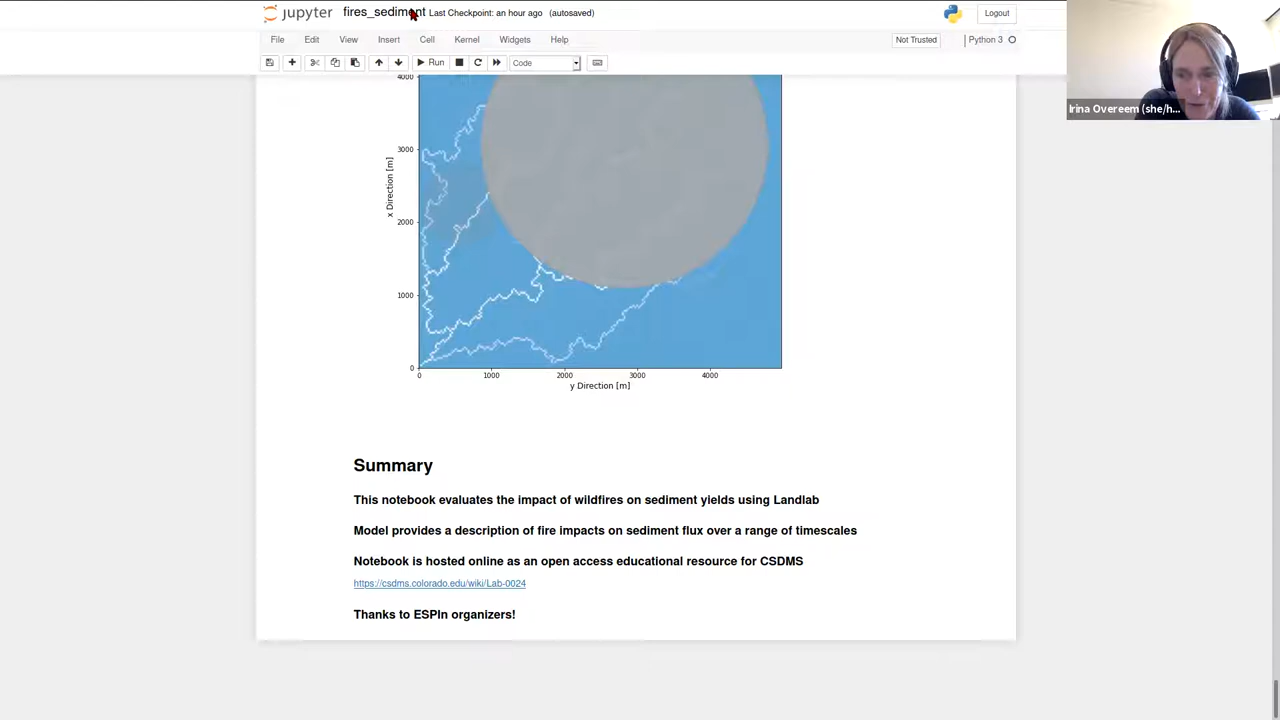 jupyter fires_sediment Last Checkpoint: an hour ago (autosaved) Logout
File Edit View Insert Cell Kernel Widgets Help Not Trusted Python 3
Run Code
Irina Overeem (she/h...
4000
3000
2000
1000
0
x Direction [m]
0 1000 2000 3000 4000
y Direction [m]
Summary
This notebook evaluates the impact of wildfires on sediment yields using Landlab
Model provides a description of fire impacts on sediment flux over a range of timescales
Notebook is hosted online as an open access educational resource for CSDMS
https://csdms.colorado.edu/wiki/Lab-0024
Thanks to ESPIn organizers!